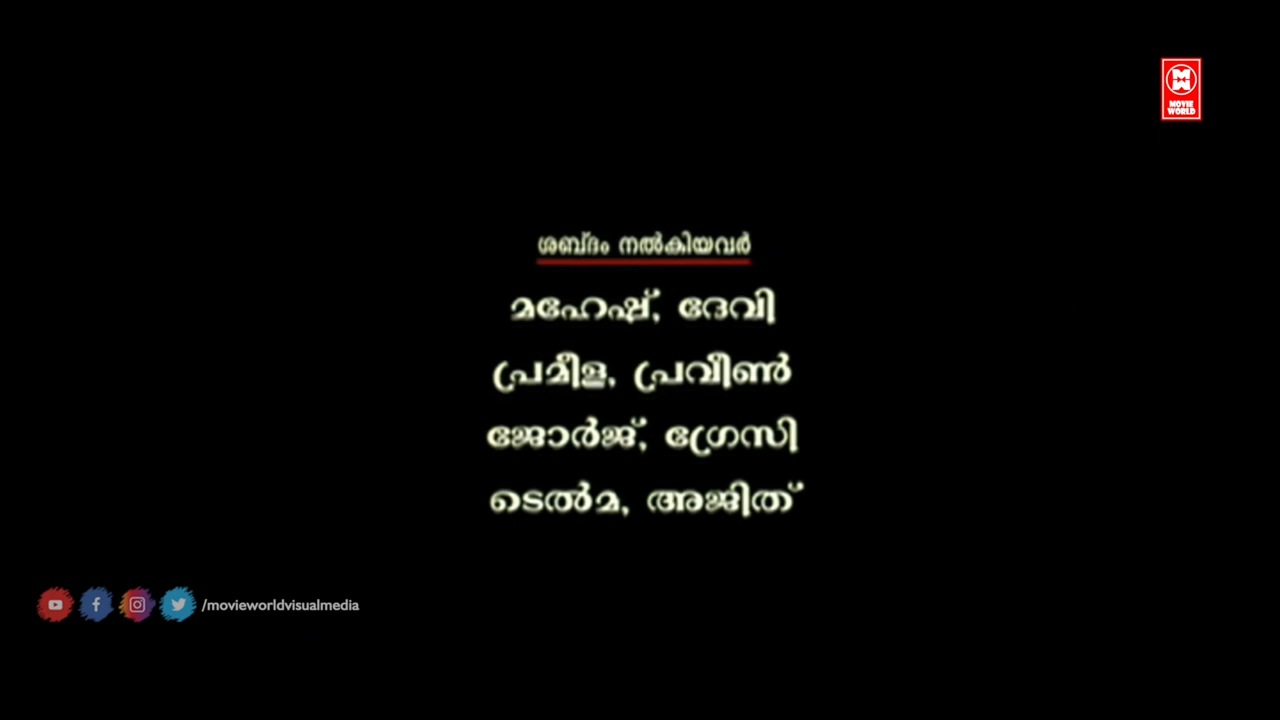 MOVIE
WORLD
ശബ്ദം നൽകിയവർ
മഹേഷ്, ദേവി
പ്രമീള, പ്രവീൺ
ജോർജ്, ഗ്രേസി
ടെൽമ, അജിത്
/movieworldvisualmedia